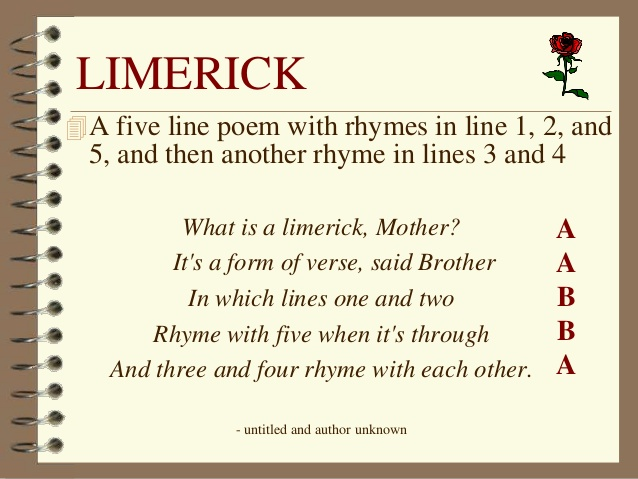 LIMERICK
A five line poem with rhymes in line 1, 2, and
5, and then another rhyme in lines 3 and 4
What is a limerick, Mother? A
It's a form of verse, said Brother A
In which lines one and two B
Rhyme with five when it's through B
And three and four rhyme with each other. A
- untitled and author unknown